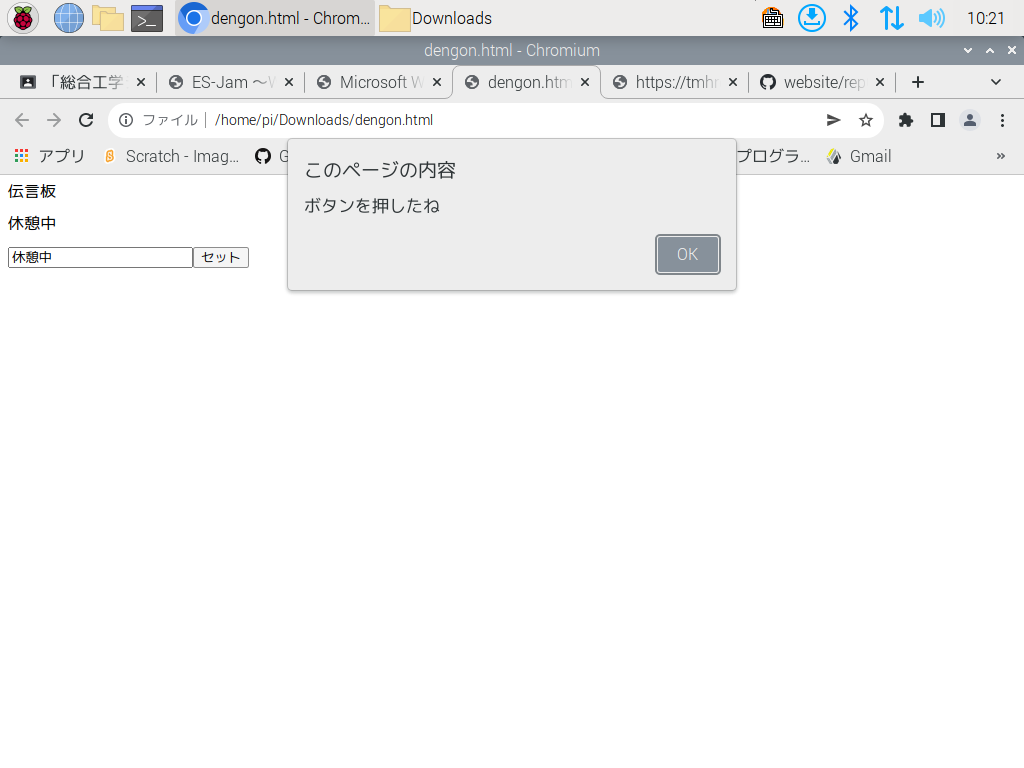 dengon.html - Chrom...
Downloads
10:21
dengon.html - Chromium
「総合工学
ES-Jam ～W
Microsoft W
dengon.htm
https://tmhr
website/rep
ファイル
/home/pi/Downloads/dengon.html
アプリ
Scratch - Imag...
G
プログラ...
Gmail
»
伝言板
このページの内容
休憩中
ボタンを押したね
休憩中
セット
OK